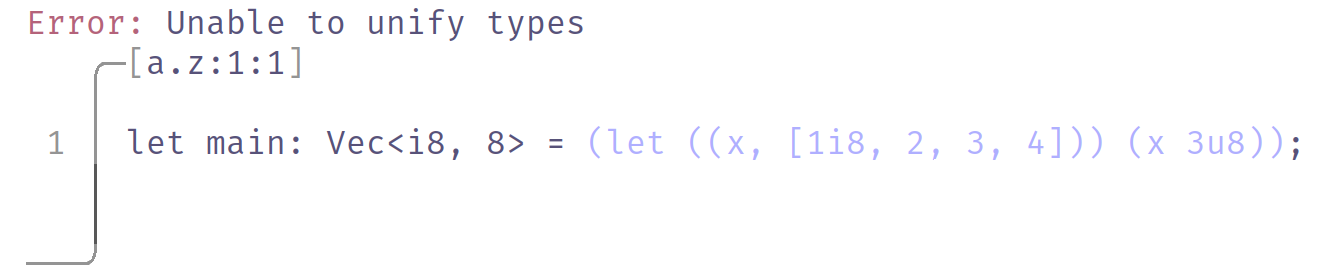 Error: Unable to unify types
[a.z:1:1]
1 let main: Vec<i8, 8> = (let ((x, [1i8, 2, 3, 4])) (x 3u8));